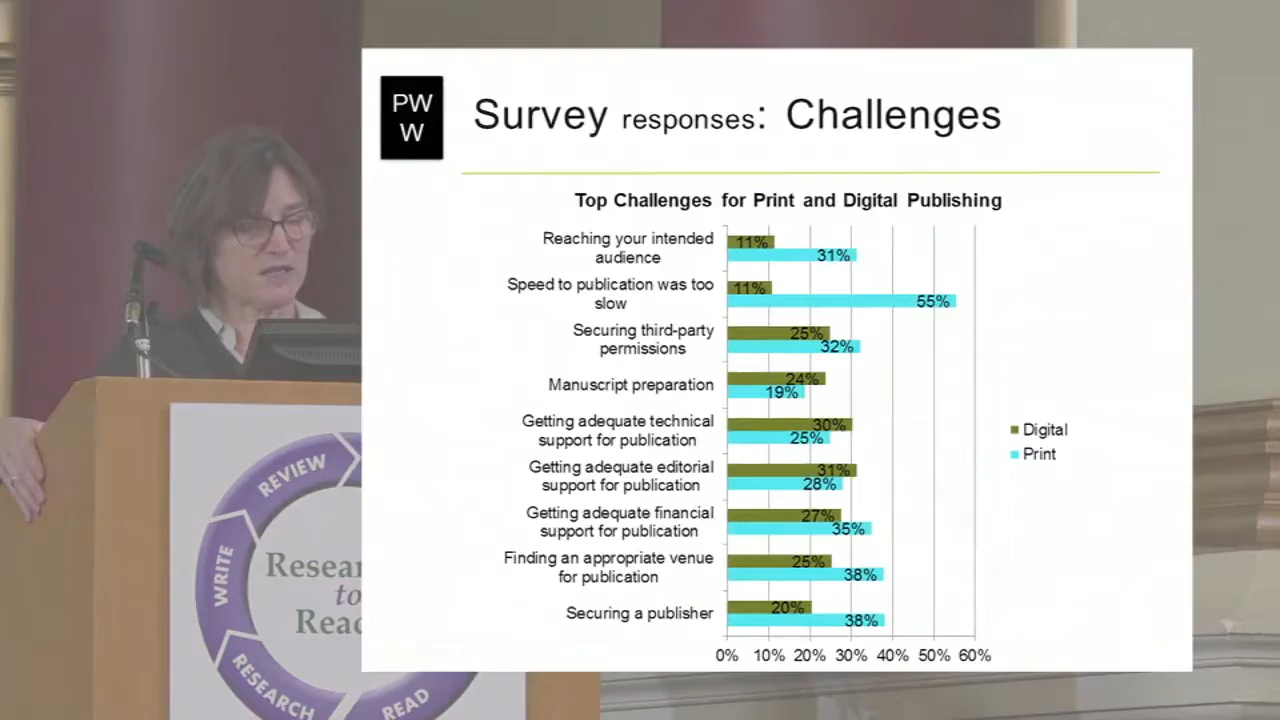 PW
W
Survey responses: Challenges
Top Challenges for Print and Digital Publishing
Reaching your intended
audience
11%
31%
Speed to publication was too
slow
11%
55%
Securing third-party
permissions
25%
32%
Manuscript preparation
24%
19%
Getting adequate technical
support for publication
30%
25%
Getting adequate editorial
support for publication
31%
28%
Getting adequate financial
support for publication
27%
35%
Finding an appropriate venue
for publication
25%
38%
Securing a publisher
20%
38%
0% 10% 20% 30% 40% 50% 60%
Digital
Print
REVIEW
WRITE
RESEARCH
READ
to